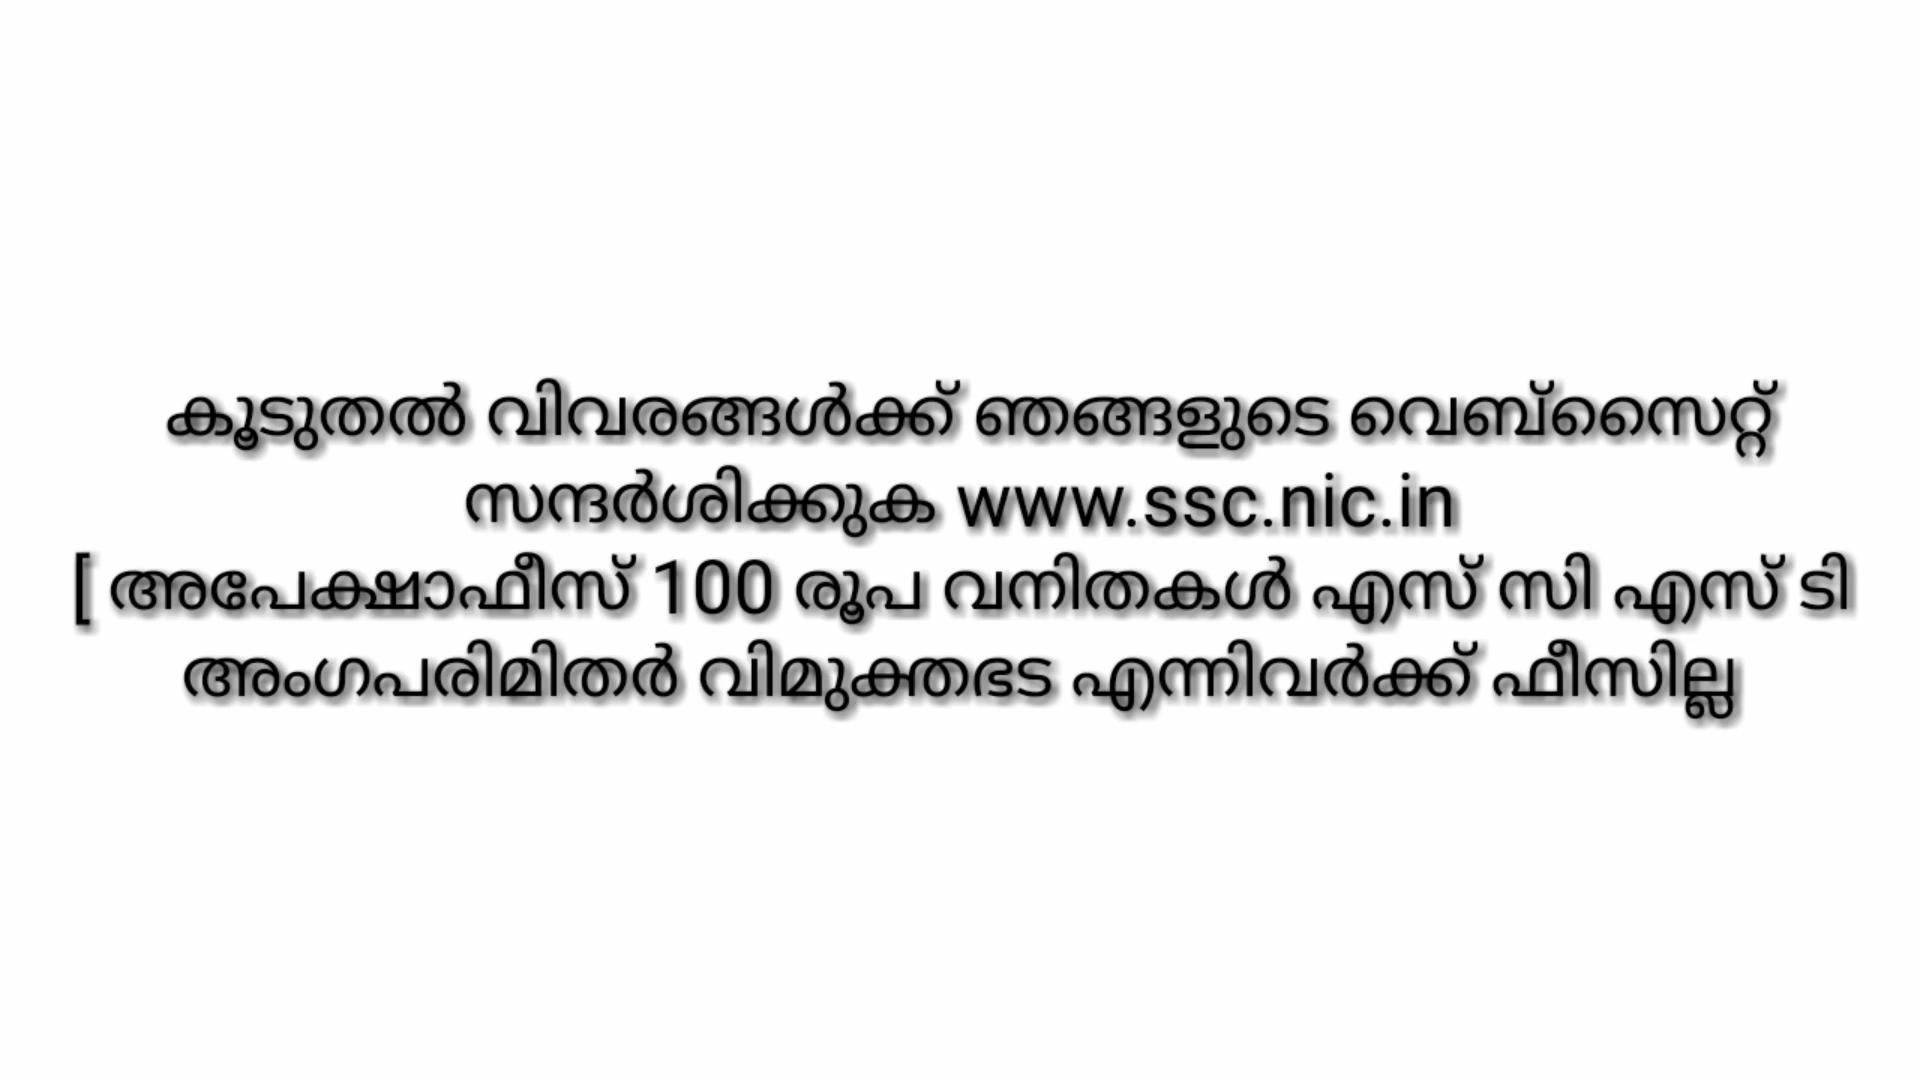 കൂടുതൽ വിവരങ്ങൾക്ക് ഞങ്ങളുടെ വെബ്സൈറ്റ്
സന്ദർശിക്കുക www.ssc.nic.in
[ അപേക്ഷാഫീസ് 100 രൂപ വനിതകൾ എസ് സി എസ് ടി
അംഗപരിമിതർ വിമുക്തഭട എന്നിവർക്ക് ഫീസില്ല